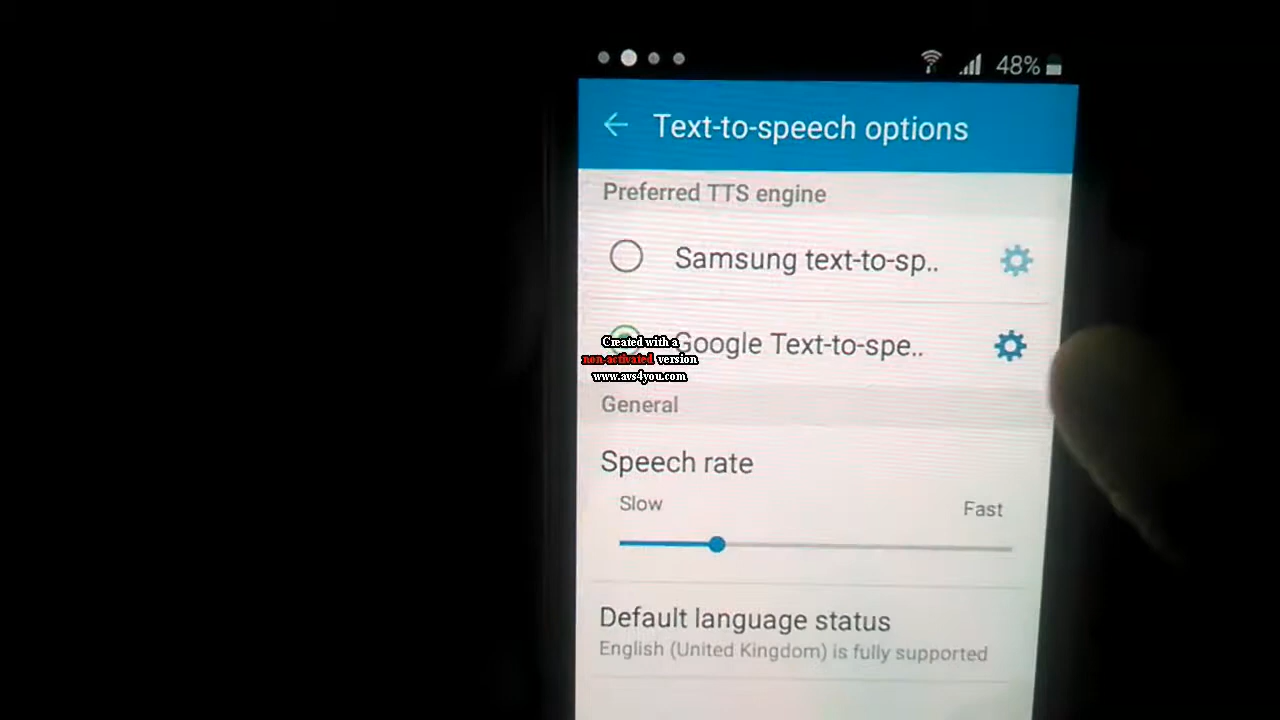 48%
Text-to-speech options
Preferred TTS engine
Samsung text-to-sp..
Google Text-to-spe..
Created with a
non-activated version
www.avs4you.com
General
Speech rate
Slow Fast
Default language status
English (United Kingdom) is fully supported